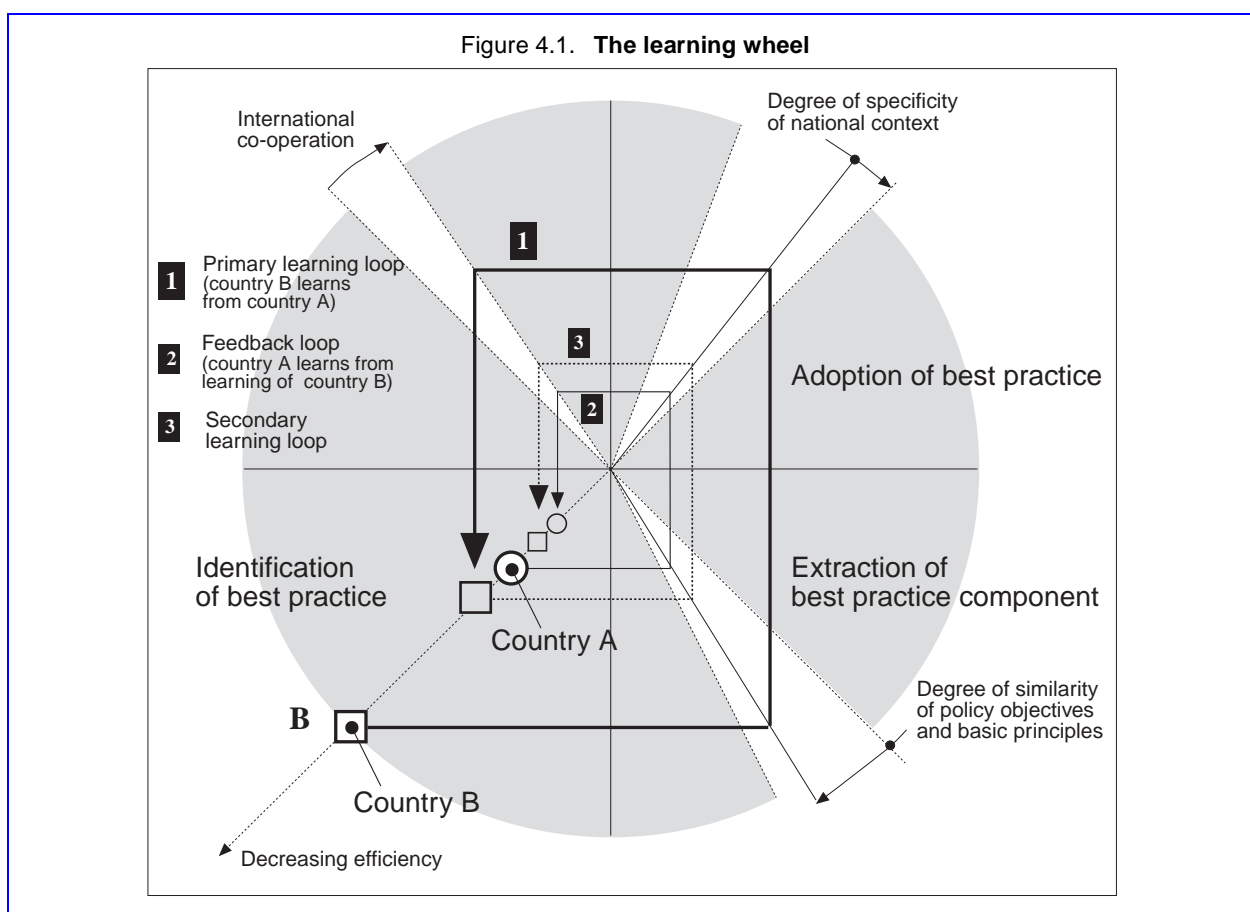 Figure 4.1. The learning wheel
International
co-operation
Degree of specificity
of national context
1
1
Primary learning loop
(country B learns
from country A)
2
Feedback loop
(country A learns from
learning of country B)
3
Secondary
learning loop
3
2
Adoption of best practice
Identification
of best practice
Extraction of
best practice component
Country A
B
Country B
Degree of similarity
of policy objectives
and basic principles
Decreasing efficiency